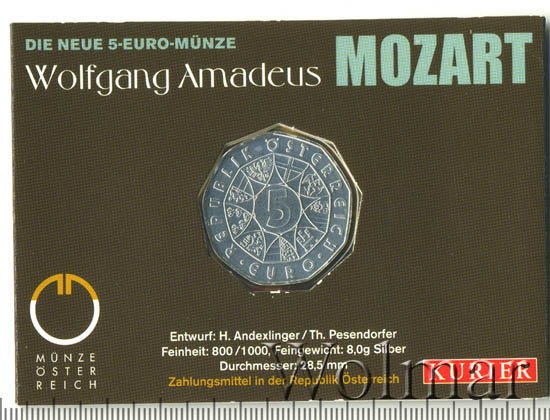 DIE NEUE 5-EURO-MÜNZE
Wolfgang Amadeus MOZART
REPUBLIK · ÖSTERREICH
5
· EURO ·
MÜNZE
ÖSTER
REICH
Entwurf: H. Andexlinger / Th. Pesendorfer
Feinheit: 800 /1000, Feingewicht: 8,0g Silber
Durchmesser: 28,5 mm
Zahlungsmittel in der Republik Österreich
KURIER
Wolmar